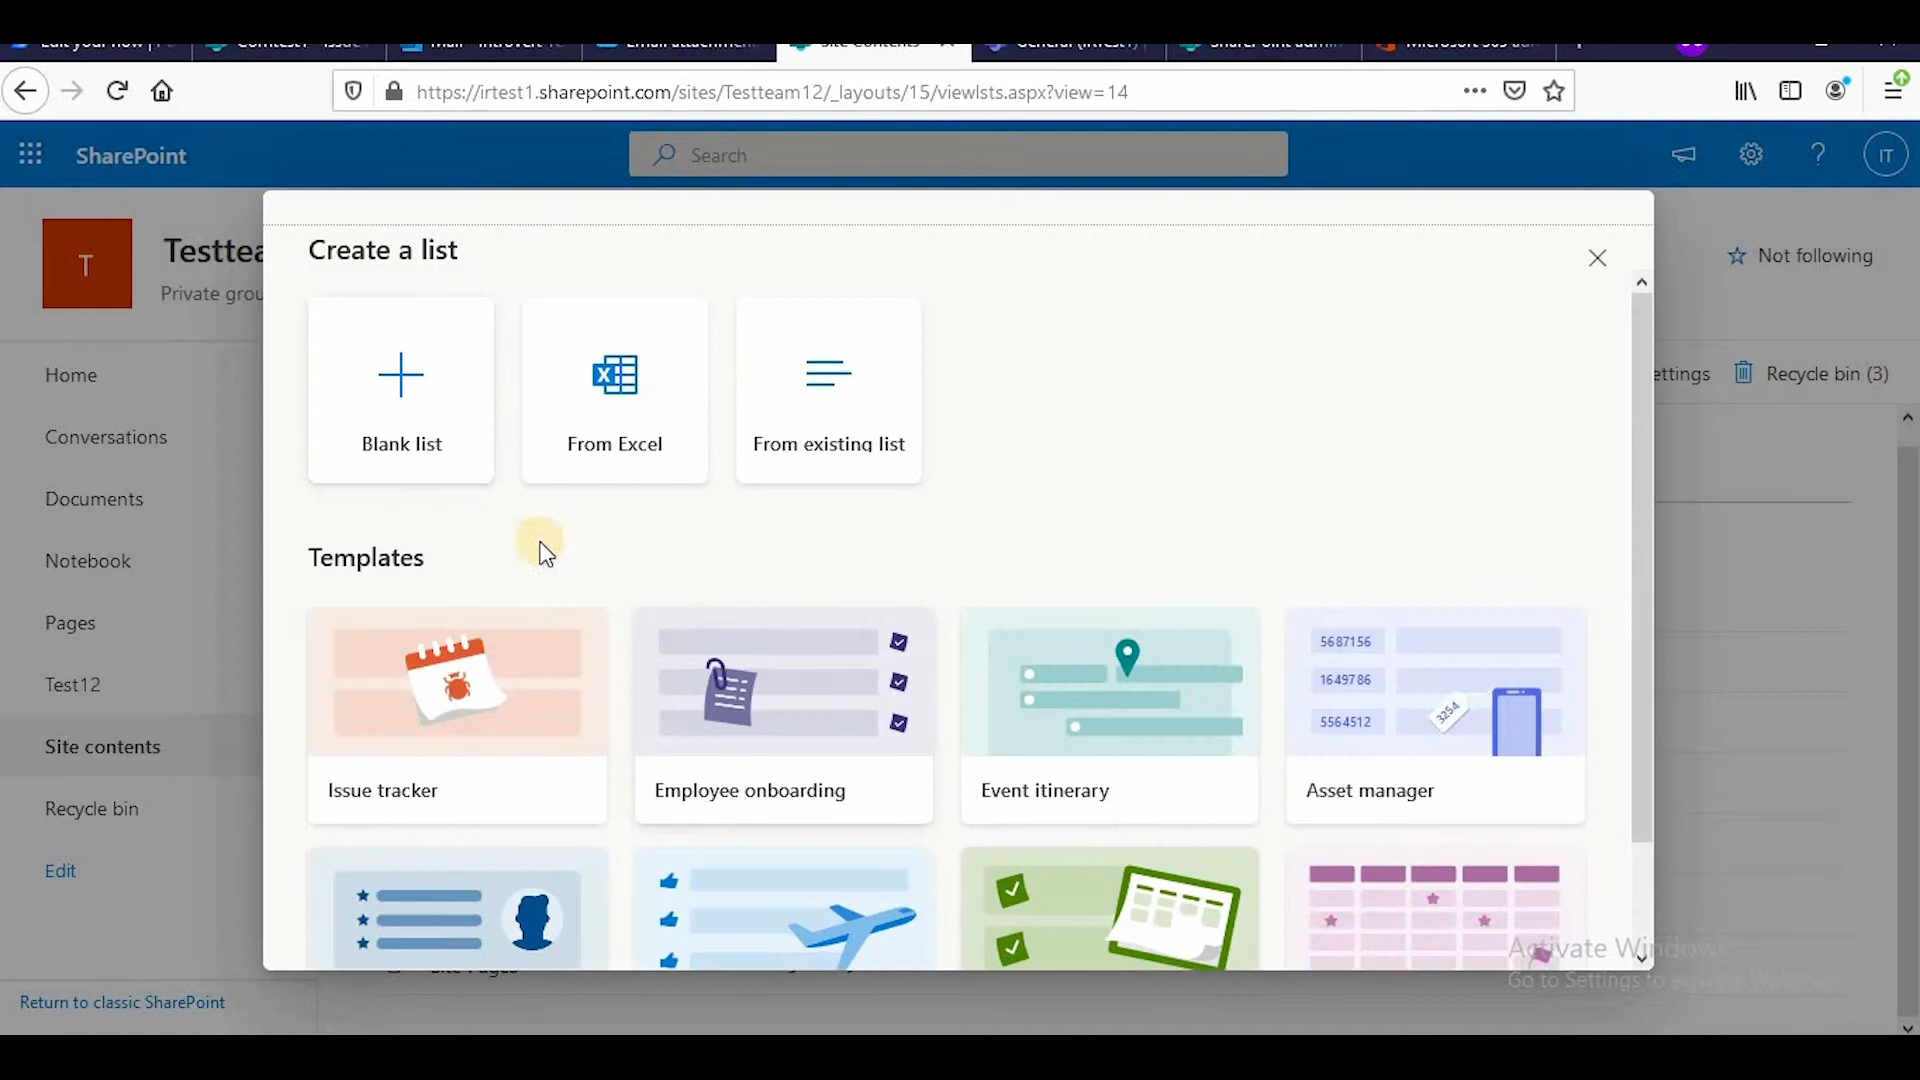 https://irtest1.sharepoint.com/sites/Testteam12/_layouts/15/viewlsts.aspx?view=14
SharePoint
Search
IT
T
Testtea
Private grou
Not following
Create a list
ettings
Recycle bin (3)
Home
Conversations
Documents
Notebook
Pages
Test12
Site contents
Recycle bin
Edit
Return to classic SharePoint
Blank list
From Excel
From existing list
Templates
5687156
1649786
5564512
3254
Issue tracker
Employee onboarding
Event itinerary
Asset manager
Activate Windows
Go to Settings to activate Windows